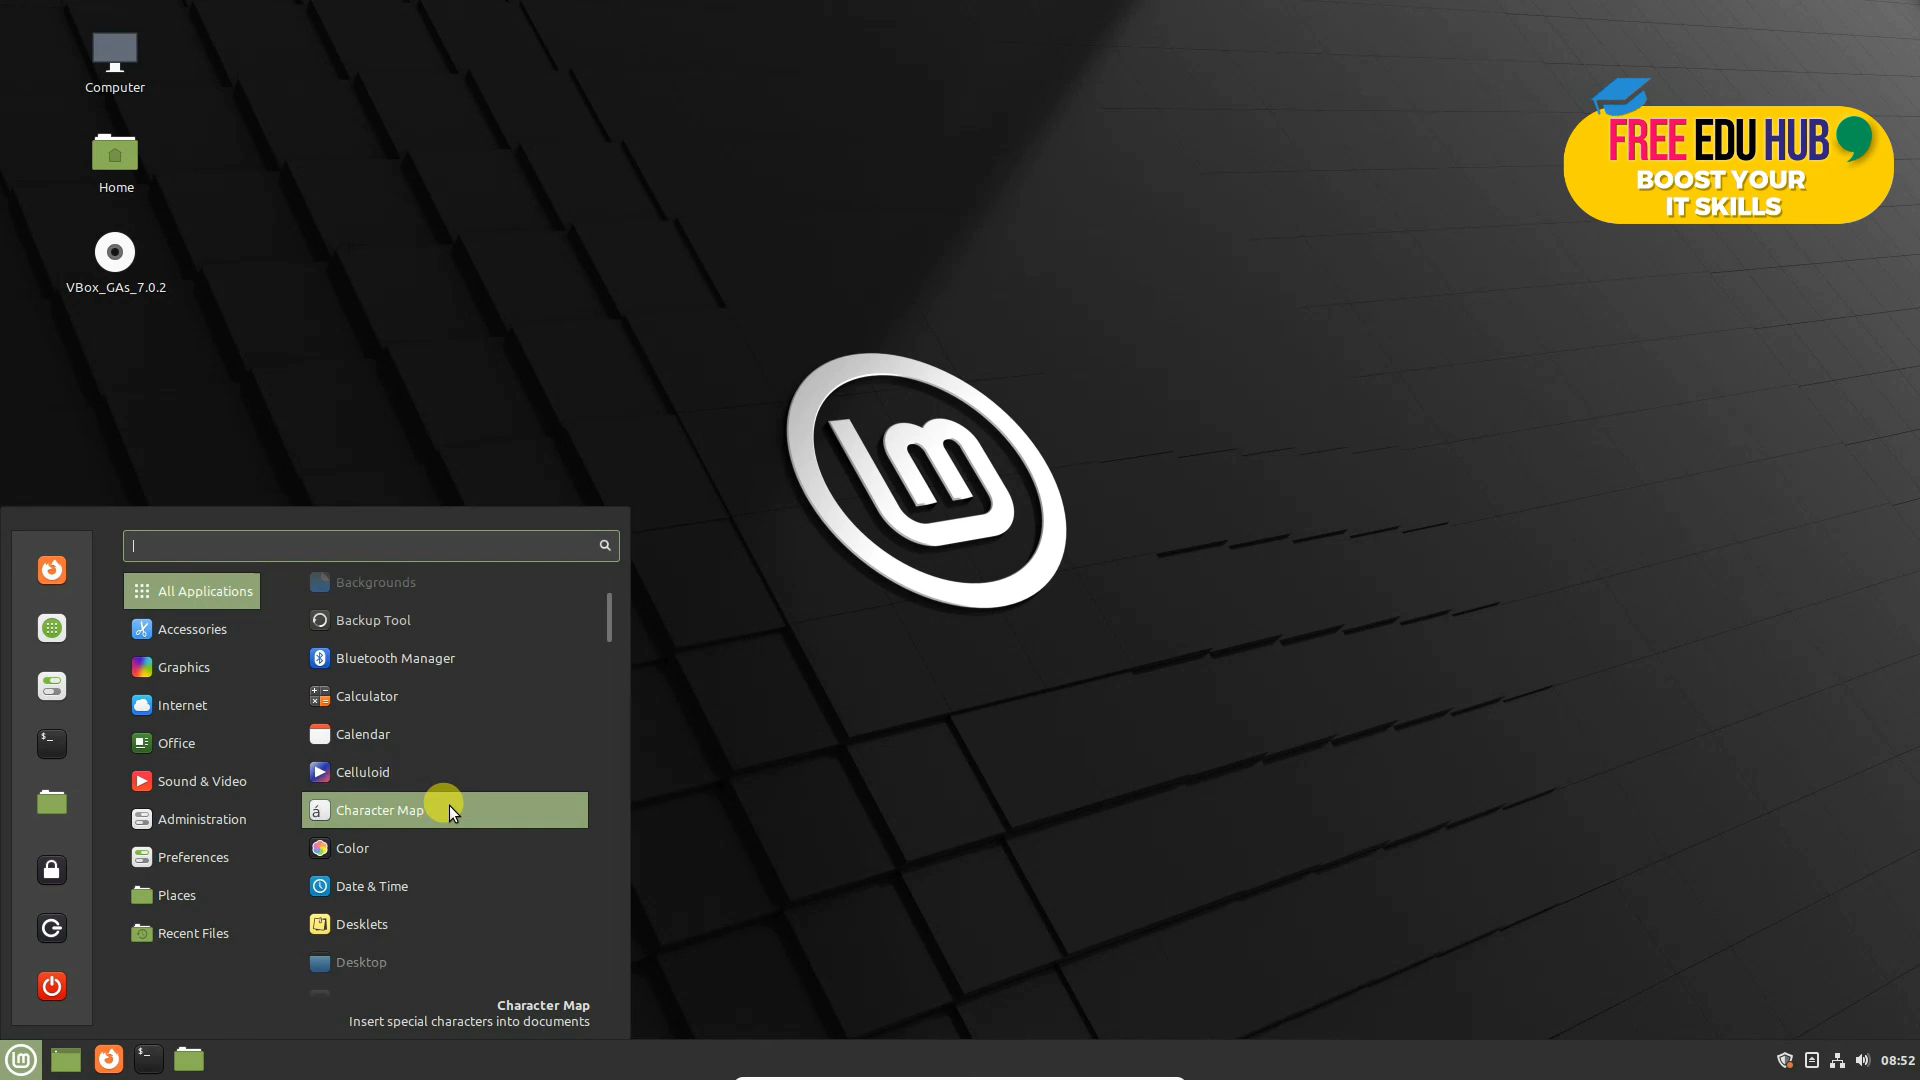 Computer
Home
VBox_GAs_7.0.2
FREE EDU HUB
BOOST YOUR
IT SKILLS
lm
All Applications
Accessories
Graphics
Internet
Office
Sound & Video
Administration
Preferences
Places
Recent Files
Backgrounds
Backup Tool
Bluetooth Manager
Calculator
Calendar
Celluloid
á Character Map
Color
Date & Time
Desklets
Desktop
Character Map
Insert special characters into documents
$_
lm
$_
08:52